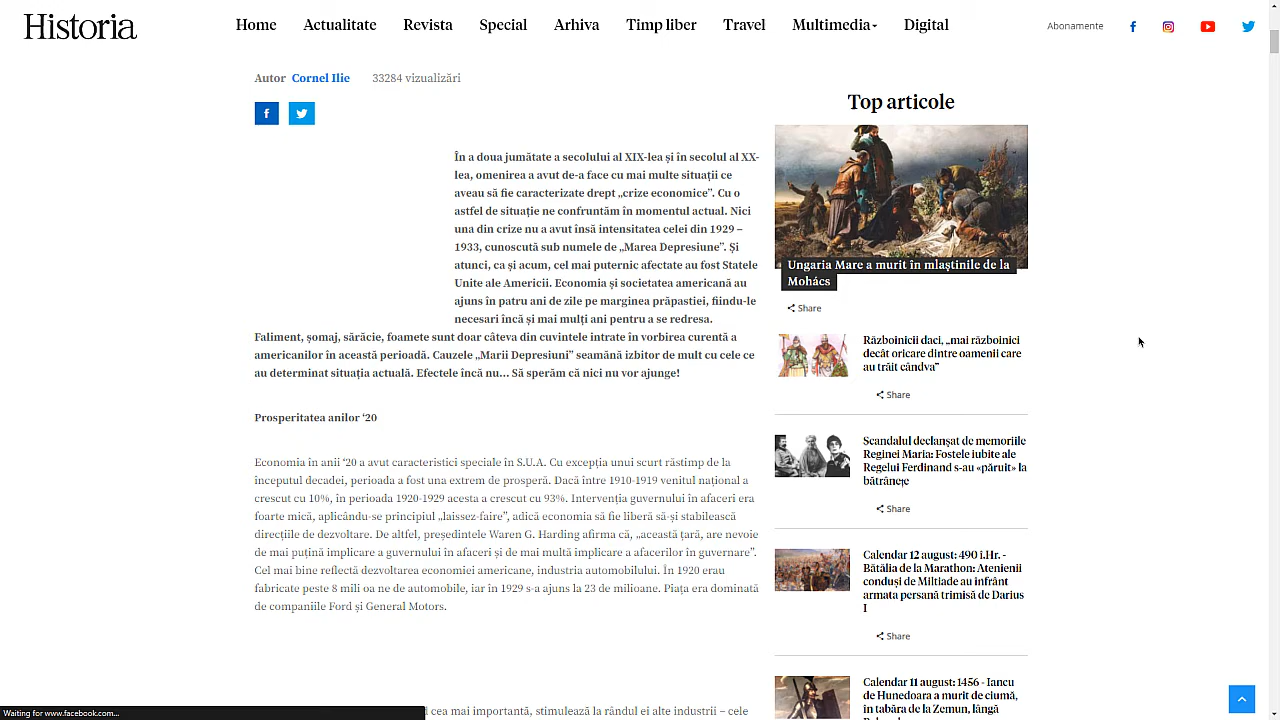 Historia
Home Actualitate Revista Special Arhiva Timp liber Travel Multimedia Digital
Abonamente
Autor Cornel Ilie 33284 vizualizări
În a doua jumătate a secolului al XIX-lea și în secolul al XX-
lea, omenirea a avut de-a face cu mai multe situații ce
aveau să fie caracterizate drept „crize economice”. Cu o
astfel de situație ne confruntăm în momentul actual. Nici
una din crize nu a avut însă intensitatea celei din 1929 –
1933, cunoscută sub numele de „Marea Depresiune”. Și
atunci, ca și acum, cel mai puternic afectate au fost Statele
Unite ale Americii. Economia și societatea americană au
ajuns în patru ani de zile pe marginea prăpastiei, fiindu-le
necesari încă și mai mulți ani pentru a se redresa.
Faliment, șomaj, sărăcie, foamete sunt doar câteva din cuvintele intrate în vorbirea curentă a
americanilor în această perioadă. Cauzele „Marii Depresiuni” seamănă izbitor de mult cu cele ce
au determinat situația actuală. Efectele încă nu... Să sperăm că nici nu vor ajunge!
Prosperitatea anilor ‘20
Economia în anii ‘20 a avut caracteristici speciale în S.U.A. Cu excepția unui scurt răstimp de la
începutul decadei, perioada a fost una extrem de prosperă. Dacă între 1910-1919 venitul național a
crescut cu 10%, în perioada 1920-1929 acesta a crescut cu 93%. Intervenția guvernului în afaceri era
foarte mică, aplicându-se principiul „laissez-faire”, adică economia să fie liberă să-și stabilească
direcțiile de dezvoltare. De altfel, președintele Waren G. Harding afirma că, „această țară, are nevoie
de mai puțină implicare a guvernului în afaceri și de mai multă implicare a afacerilor în guvernare”.
Cel mai bine reflectă dezvoltarea economiei americane, industria automobilului. În 1920 erau
fabricate peste 8 mili oa ne de automobile, iar în 1929 s-a ajuns la 23 de milioane. Piața era dominată
de companiile Ford și General Motors.
d cea mai importantă, stimulează la rândul ei alte industrii – cele
Top articole
Ungaria Mare a murit în mlaștinile de la
Mohács
Share
Războinicii daci, „mai războinici
decât oricare dintre oamenii care
au trăit cândva”
Share
Scandalul declanșat de memoriile
Reginei Maria: Fostele iubite ale
Regelui Ferdinand s-au «păruit» la
bătrânețe
Share
Calendar 12 august: 490 î.Hr. -
Bătălia de la Marathon: Atenienii
conduși de Miltiade au înfrânt
armata persană trimisă de Darius
I
Share
Calendar 11 august: 1456 - Iancu
de Hunedoara a murit de ciumă,
în tabăra de la Zemun, lângă
Waiting for www.facebook.com...